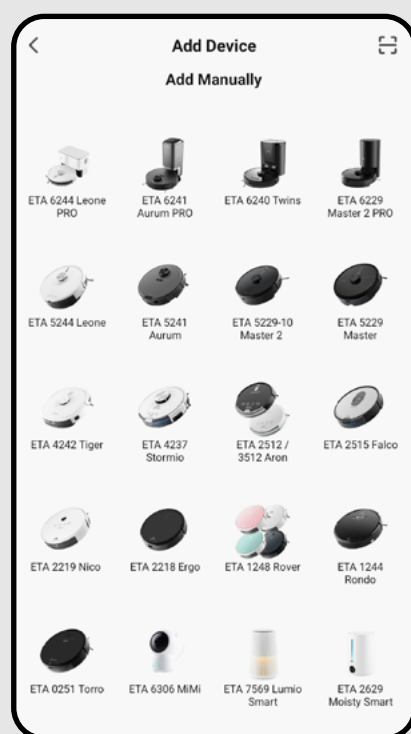 Add Device
Add Manually
ETA 6244 Leone
PRO
ETA 6241
Aurum PRO
ETA 6240 Twins
ETA 6229
Master 2 PRO
ETA 5244 Leone
ETA 5241
Aurum
ETA 5229-10
Master 2
ETA 5229
Master
ETA 4242 Tiger
ETA 4237
Stormio
ETA 2512 /
3512 Aron
ETA 2515 Falco
ETA 2219 Nico
ETA 2218 Ergo
ETA 1248 Rover
ETA 1244
Rondo
ETA 0251 Torro
ETA 6306 MiMi
ETA 7569 Lumio
Smart
ETA 2629
Moisty Smart